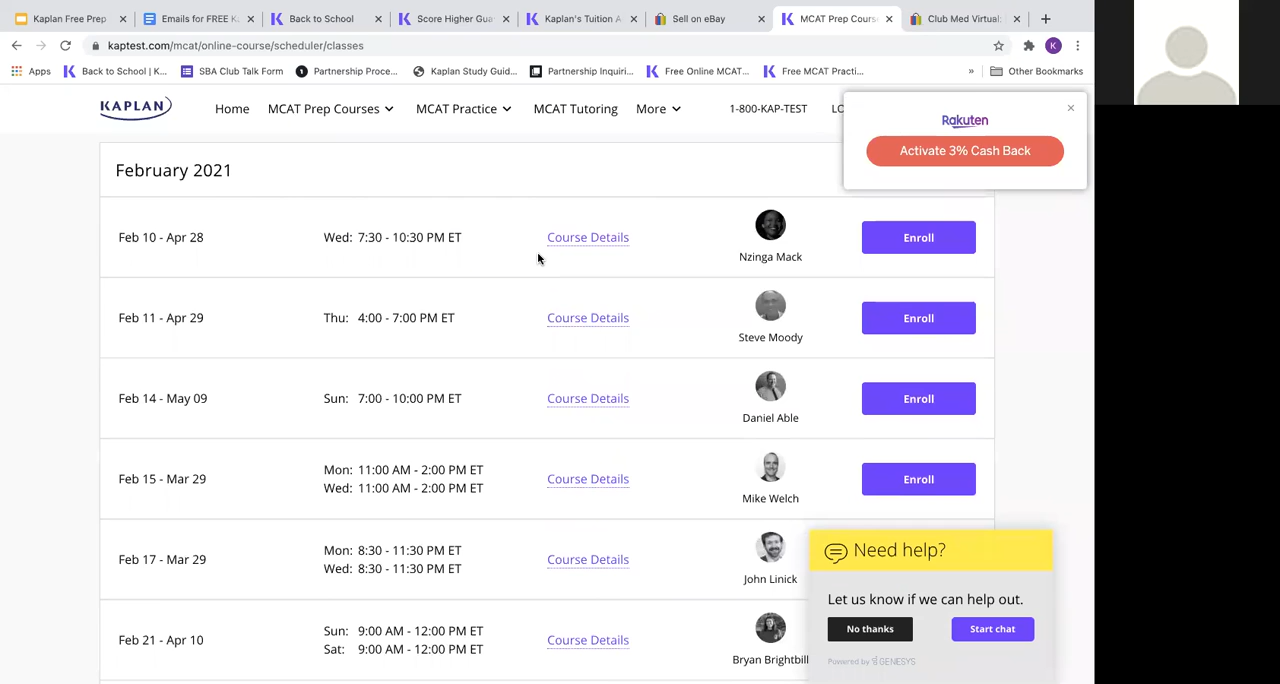 Kaplan Free Prep
Emails for FREE K
Back to School
Score Higher Gua
Kaplan's Tuition A
Sell on eBay
MCAT Prep Cours
Club Med Virtual:
kaptest.com/mcat/online-course/scheduler/classes
K
Apps
Back to School | K...
SBA Club Talk Form
Partnership Proce...
Kaplan Study Guid...
Partnership Inquiri...
Free Online MCAT...
Free MCAT Practi...
»
Other Bookmarks
KAPLAN
Home
MCAT Prep Courses
MCAT Practice
MCAT Tutoring
More
1-800-KAP-TEST
LO
Rakuten
Activate 3% Cash Back
February 2021
Feb 10 - Apr 28
Wed: 7:30 - 10:30 PM ET
Course Details
Nzinga Mack
Enroll
Feb 11 - Apr 29
Thu: 4:00 - 7:00 PM ET
Course Details
Steve Moody
Enroll
Feb 14 - May 09
Sun: 7:00 - 10:00 PM ET
Course Details
Daniel Able
Enroll
Feb 15 - Mar 29
Mon: 11:00 AM - 2:00 PM ET
Wed: 11:00 AM - 2:00 PM ET
Course Details
Mike Welch
Enroll
Feb 17 - Mar 29
Mon: 8:30 - 11:30 PM ET
Wed: 8:30 - 11:30 PM ET
Course Details
John Linick
Feb 21 - Apr 10
Sun: 9:00 AM - 12:00 PM ET
Sat: 9:00 AM - 12:00 PM ET
Course Details
Bryan Brightbill
Need help?
Let us know if we can help out.
No thanks
Start chat
Powered by GENESYS